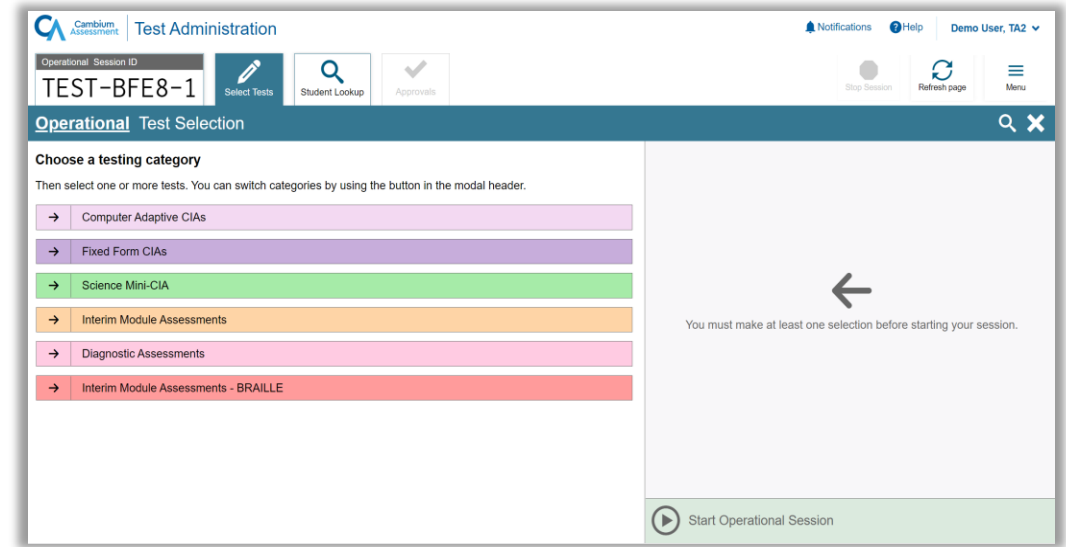 Cambium Assessment Test Administration
Notifications Help Demo User, TA2
Operational Session ID
TEST-BFE8-1
Select Tests
Student Lookup
Approvals
Stop Session
Refresh page
Menu
Operational Test Selection
Choose a testing category
Then select one or more tests. You can switch categories by using the button in the modal header.
Computer Adaptive CIAs
Fixed Form CIAs
Science Mini-CIA
Interim Module Assessments
Diagnostic Assessments
Interim Module Assessments - BRAILLE
You must make at least one selection before starting your session.
Start Operational Session